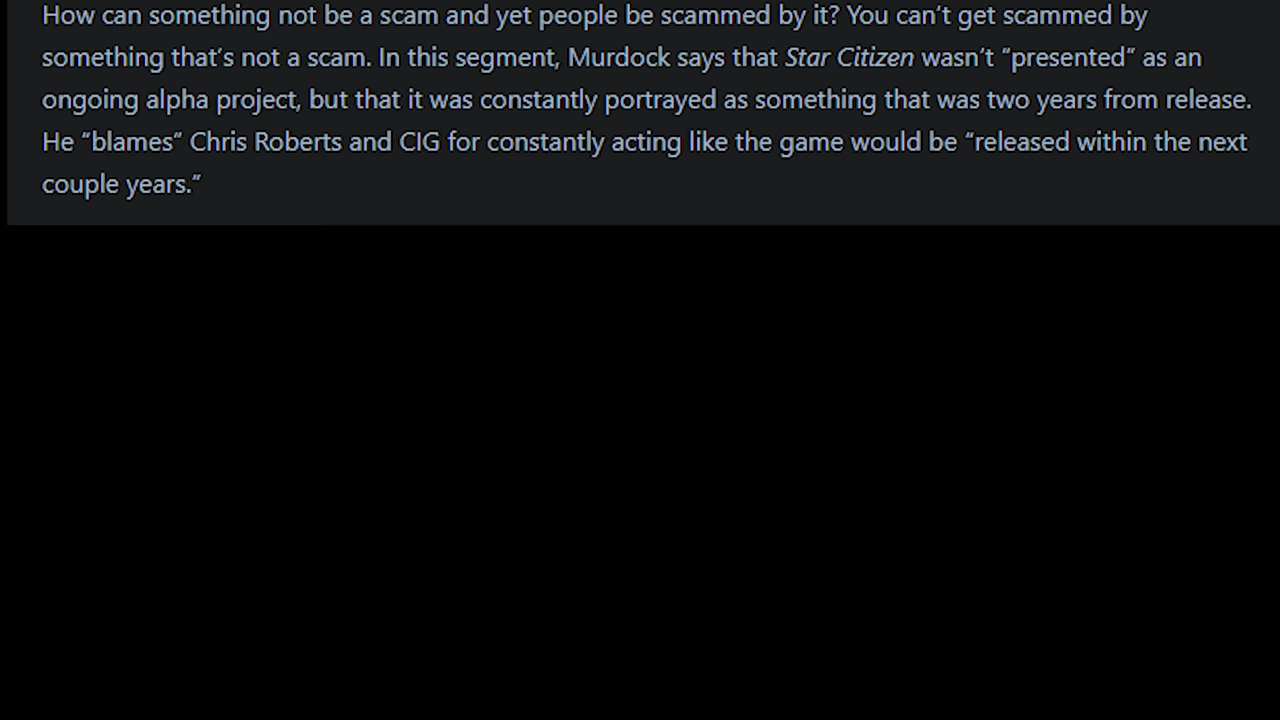 How can something not be a scam and yet people be scammed by it? You can’t get scammed by
something that’s not a scam. In this segment, Murdock says that Star Citizen wasn’t “presented” as an
ongoing alpha project, but that it was constantly portrayed as something that was two years from release.
He “blames” Chris Roberts and CIG for constantly acting like the game would be “released within the next
couple years.”